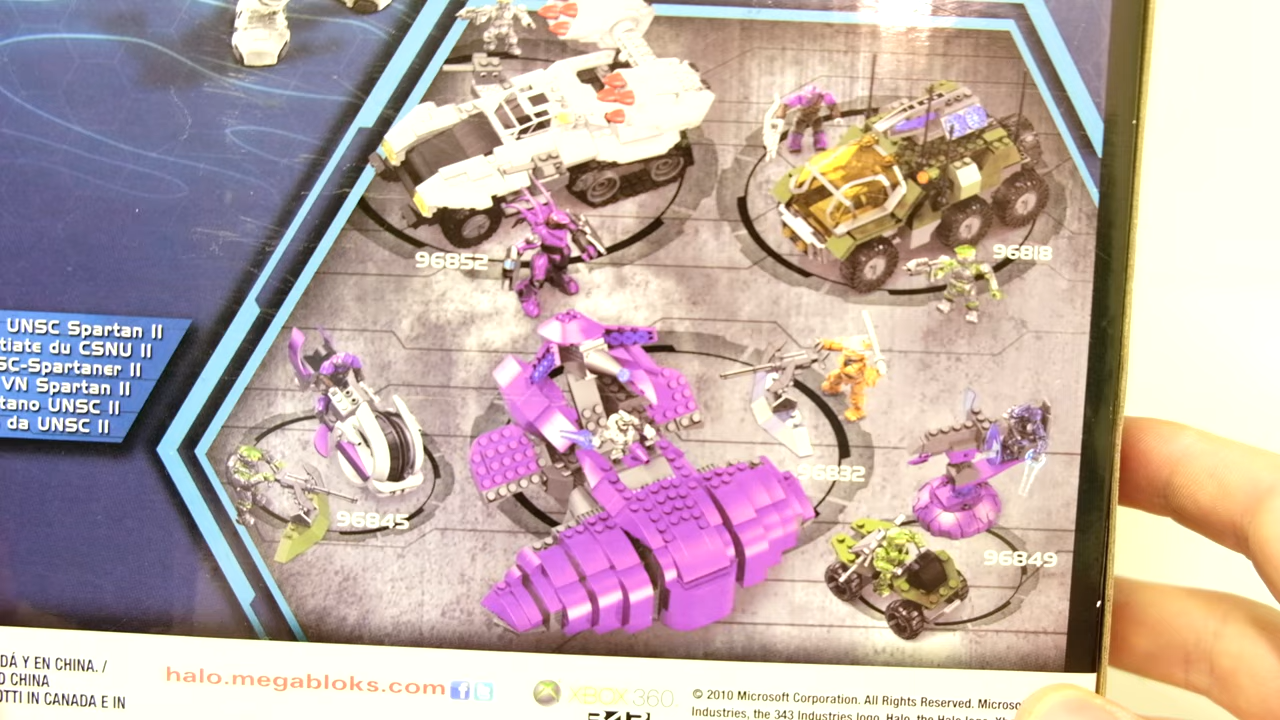 96852
96818
UNSC Spartan II
tiate du CSNU II
SC-Spartaner II
VN Spartan II
tano UNSC II
da UNSC II
96845
96832
96849
DÁ Y EN CHINA. /
O CHINA
OTTI IN CANADA E IN
halo.megabloks.com
XBOX 360
343i
© 2010 Microsoft Corporation. All Rights Reserved. Microso
Industries, the 343 Industries logo, Halo, the Halo logo,